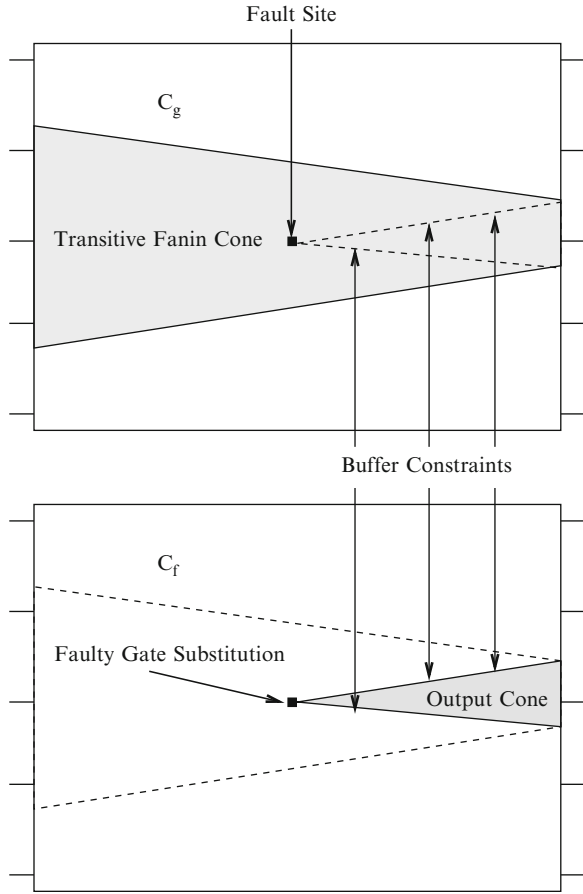 Fault Site
C_g
Transitive Fanin Cone
Buffer Constraints
C_f
Faulty Gate Substitution
Output Cone